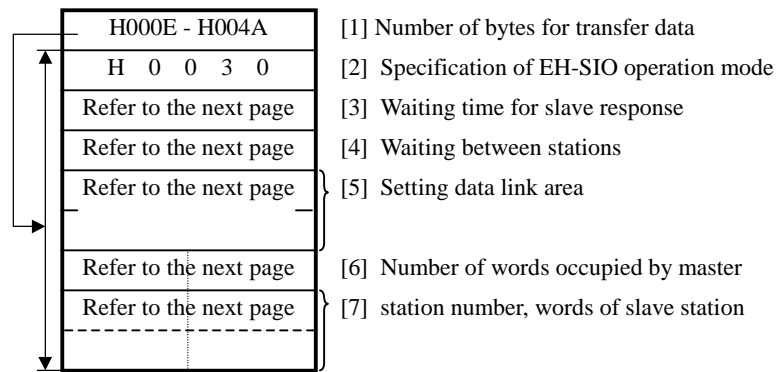 H000E - H004A [1] Number of bytes for transfer data
H 0 0 3 0 [2] Specification of EH-SIO operation mode
Refer to the next page [3] Waiting time for slave response
Refer to the next page [4] Waiting between stations
Refer to the next page [5] Setting data link area
Refer to the next page [6] Number of words occupied by master
Refer to the next page [7] station number, words of slave station